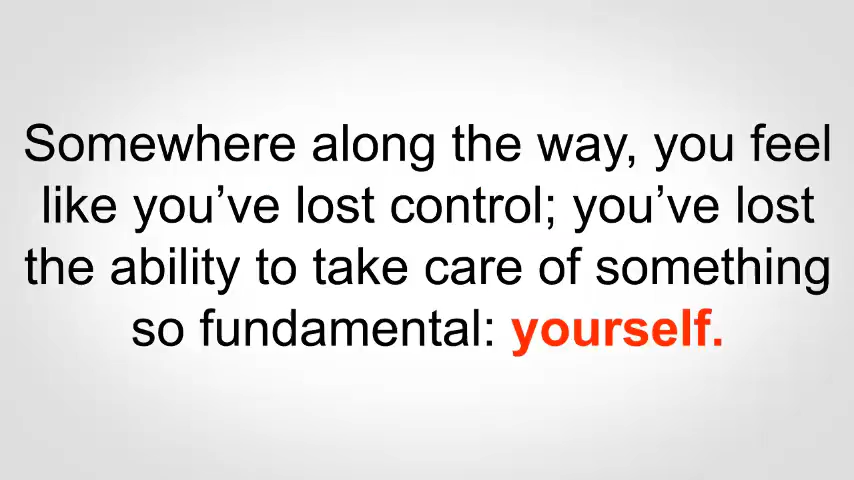 Somewhere along the way, you feel
like you’ve lost control; you’ve lost
the ability to take care of something
so fundamental: yourself.